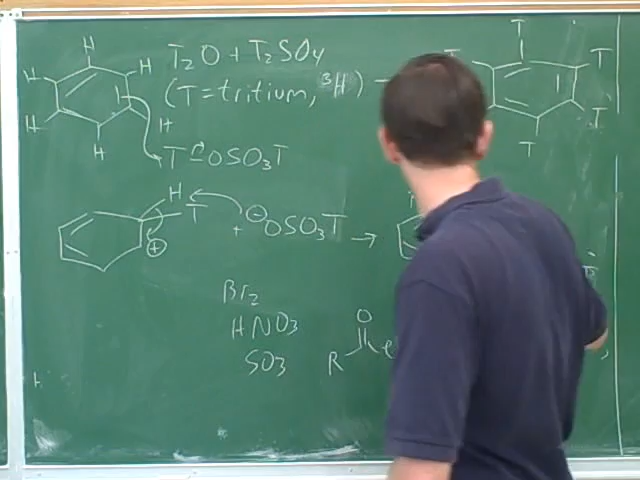 H
H H
T₂O + T₂SO₄
T
T T
(T = tritium, ³H) →
H H
T T
H
T
T–OSO₃T
H
T
⊕
⊖OSO₃T
+
→
Br₂
HNO₃
SO₃
O
R